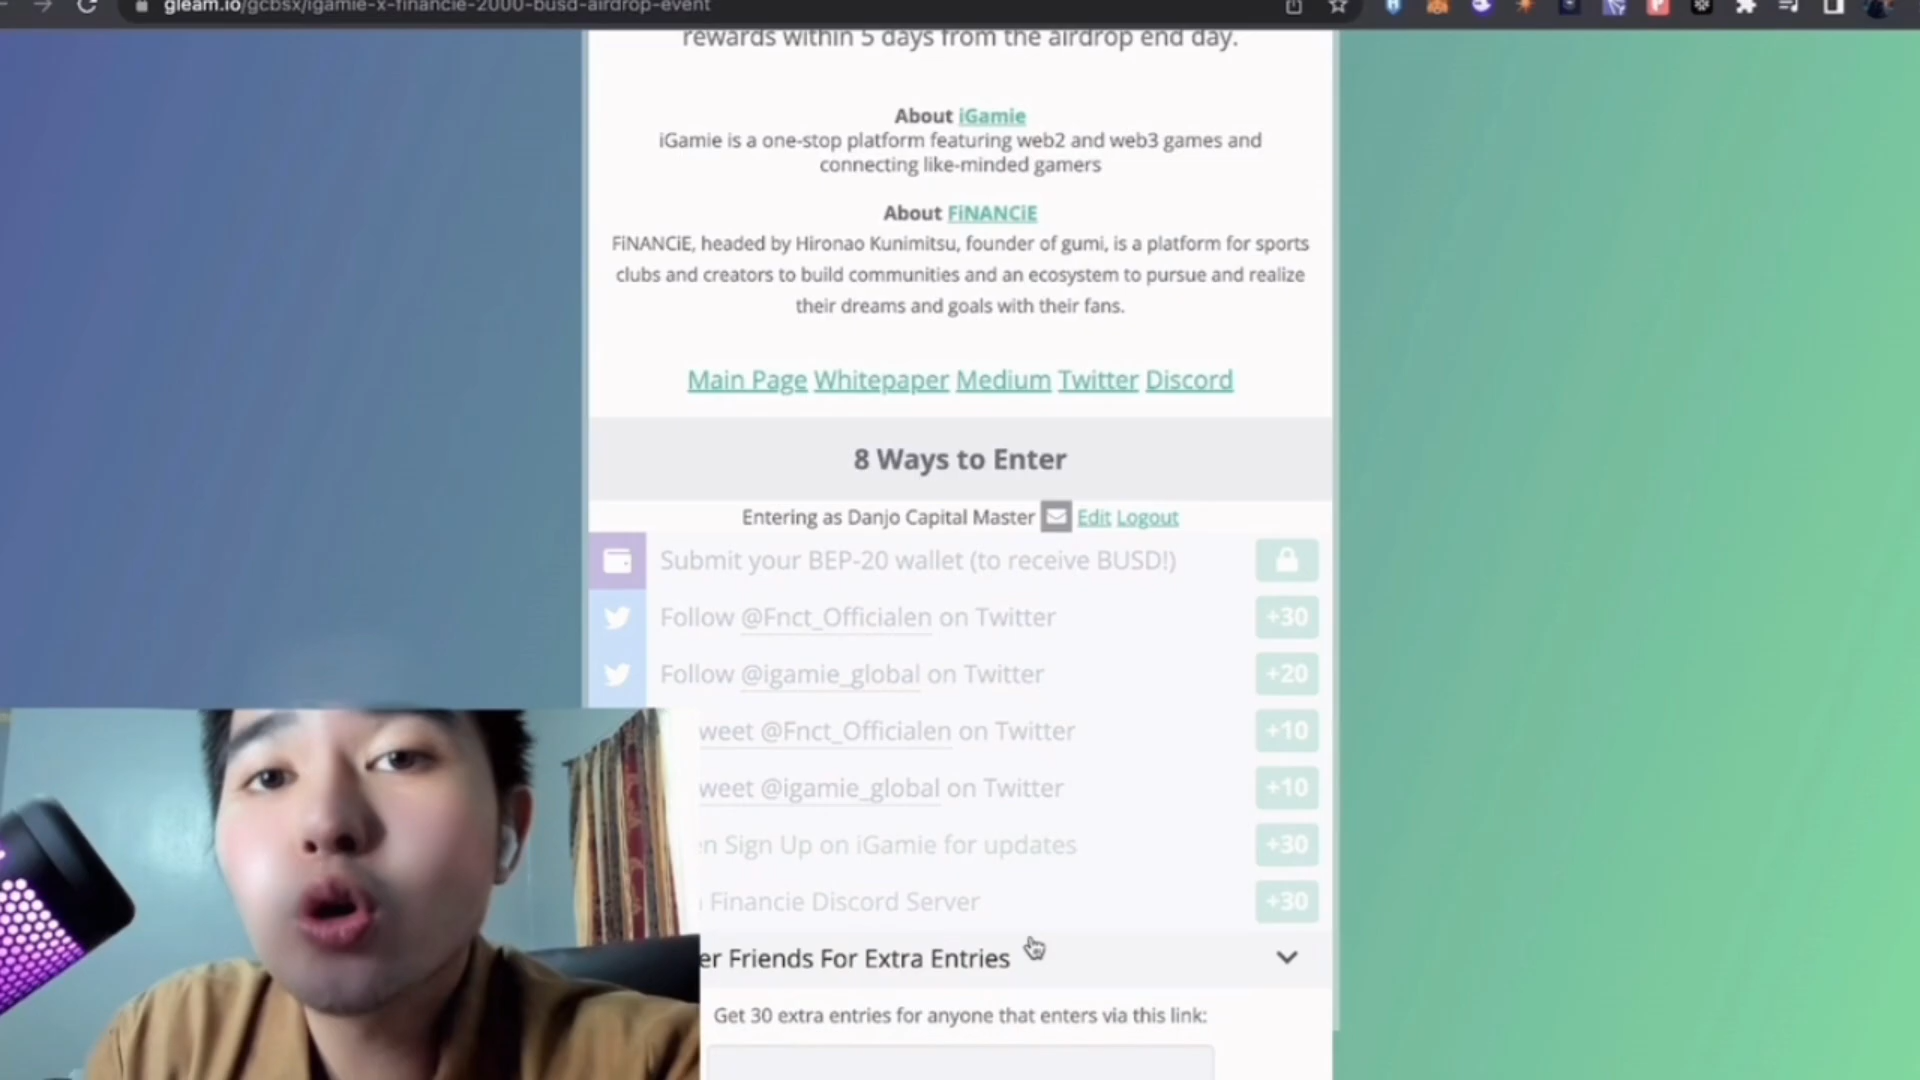 gleam.io/gcbsx/igamie-x-financie-2000-busd-airdrop-event
rewards within 5 days from the airdrop end day.
About iGamie
iGamie is a one-stop platform featuring web2 and web3 games and
connecting like-minded gamers
About FiNANCiE
FiNANCiE, headed by Hironao Kunimitsu, founder of gumi, is a platform for sports
clubs and creators to build communities and an ecosystem to pursue and realize
their dreams and goals with their fans.
Main Page Whitepaper Medium Twitter Discord
8 Ways to Enter
Entering as Danjo Capital Master Edit Logout
Submit your BEP-20 wallet (to receive BUSD!)
Follow @Fnct_Officialen on Twitter +30
Follow @igamie_global on Twitter +20
weet @Fnct_Officialen on Twitter +10
weet @igamie_global on Twitter +10
n Sign Up on iGamie for updates +30
Financie Discord Server +30
er Friends For Extra Entries
Get 30 extra entries for anyone that enters via this link: